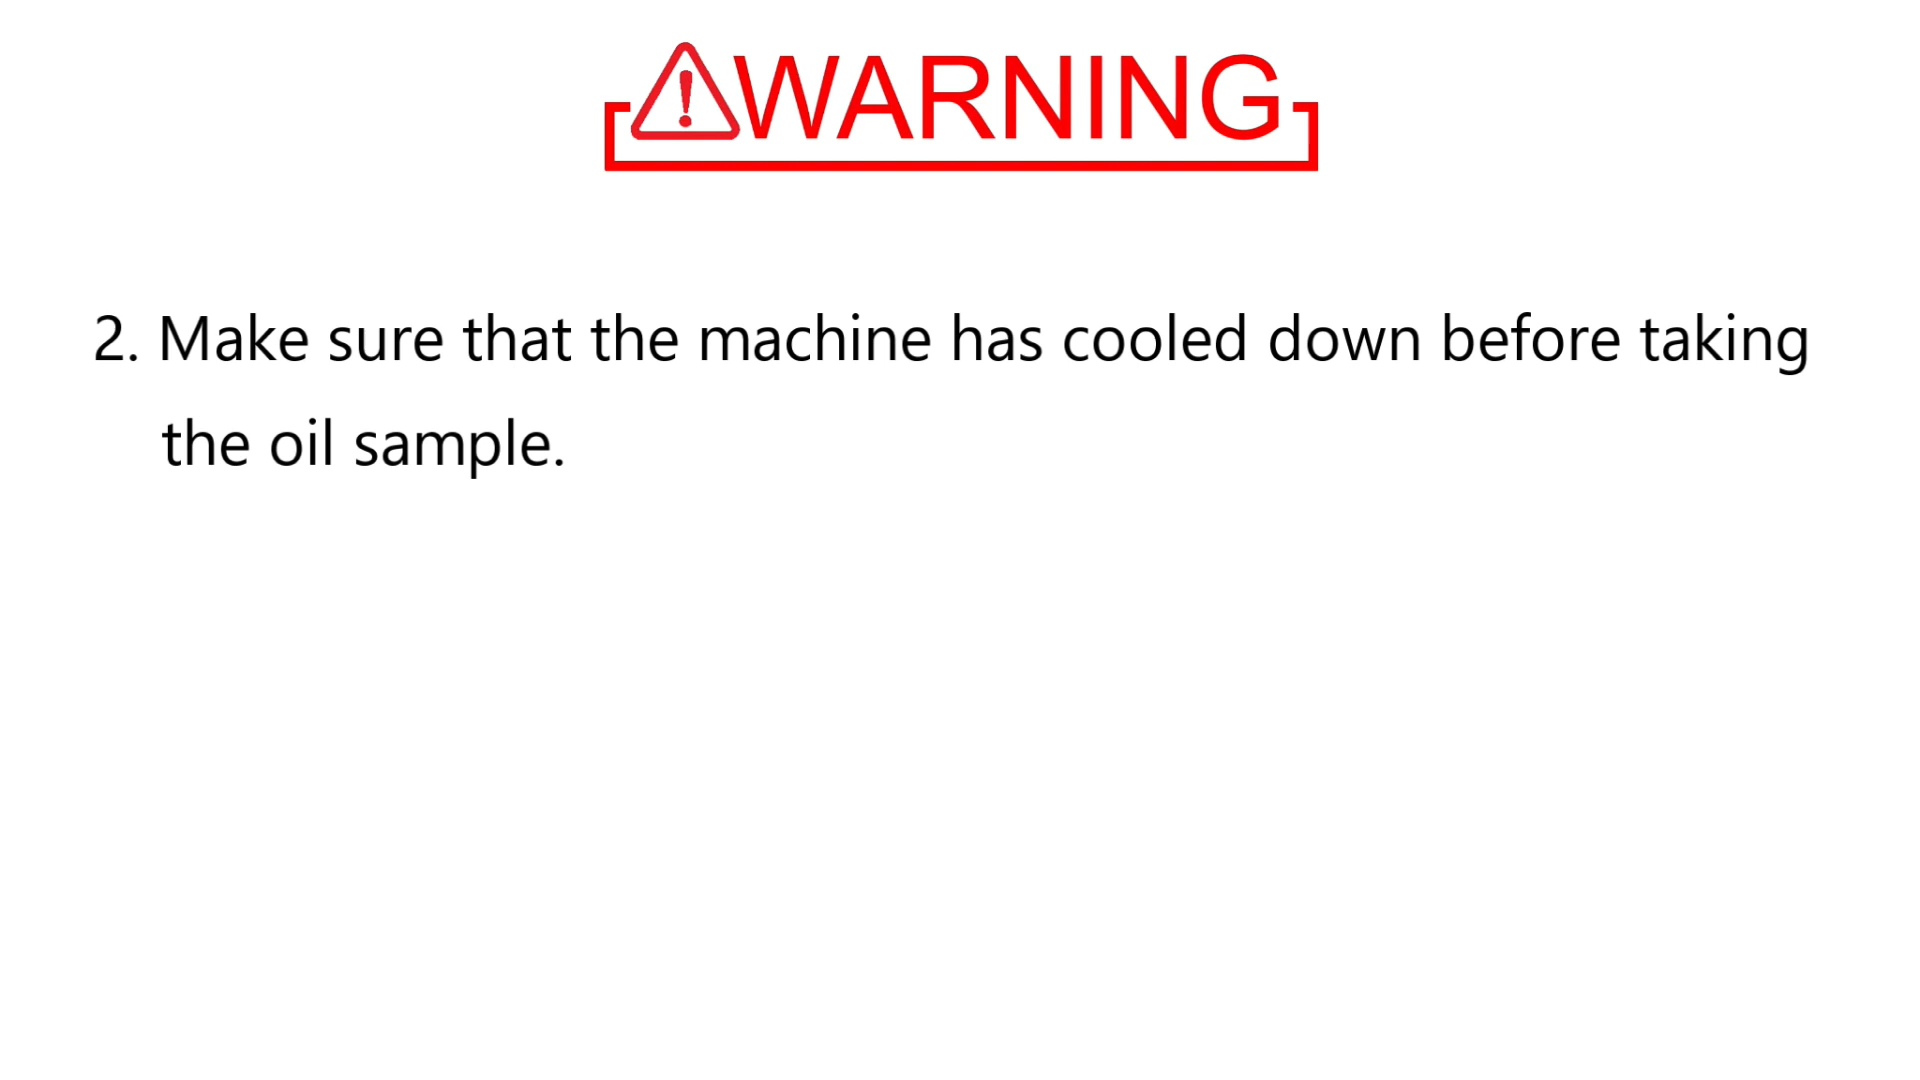 WARNING
2. Make sure that the machine has cooled down before taking
the oil sample.